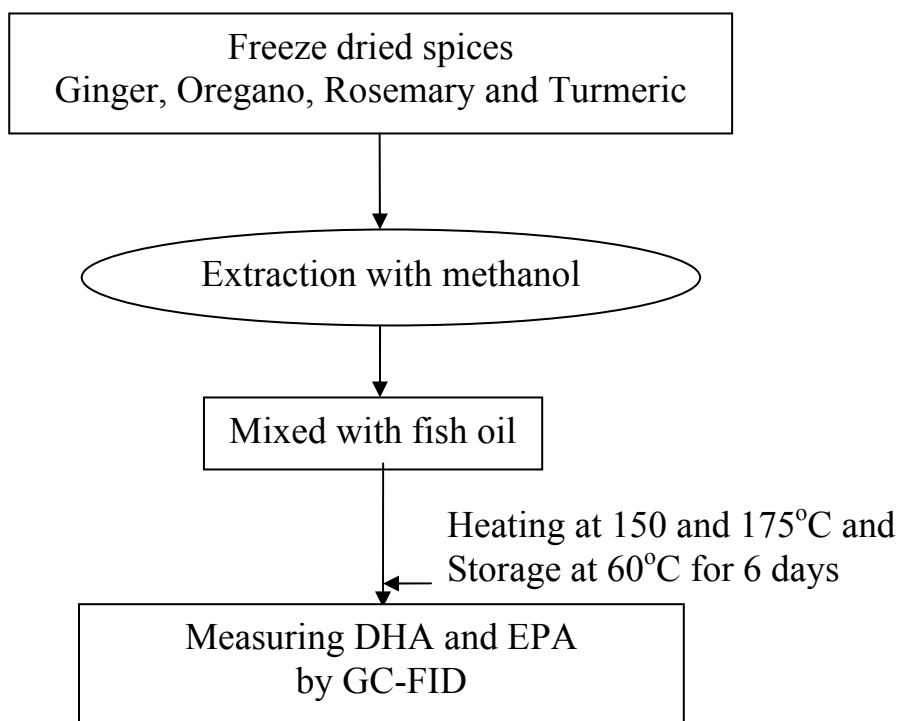 Freeze dried spices
Ginger, Oregano, Rosemary and Turmeric
Extraction with methanol
Mixed with fish oil
Heating at 150 and 175°C and
Storage at 60°C for 6 days
Measuring DHA and EPA
by GC-FID